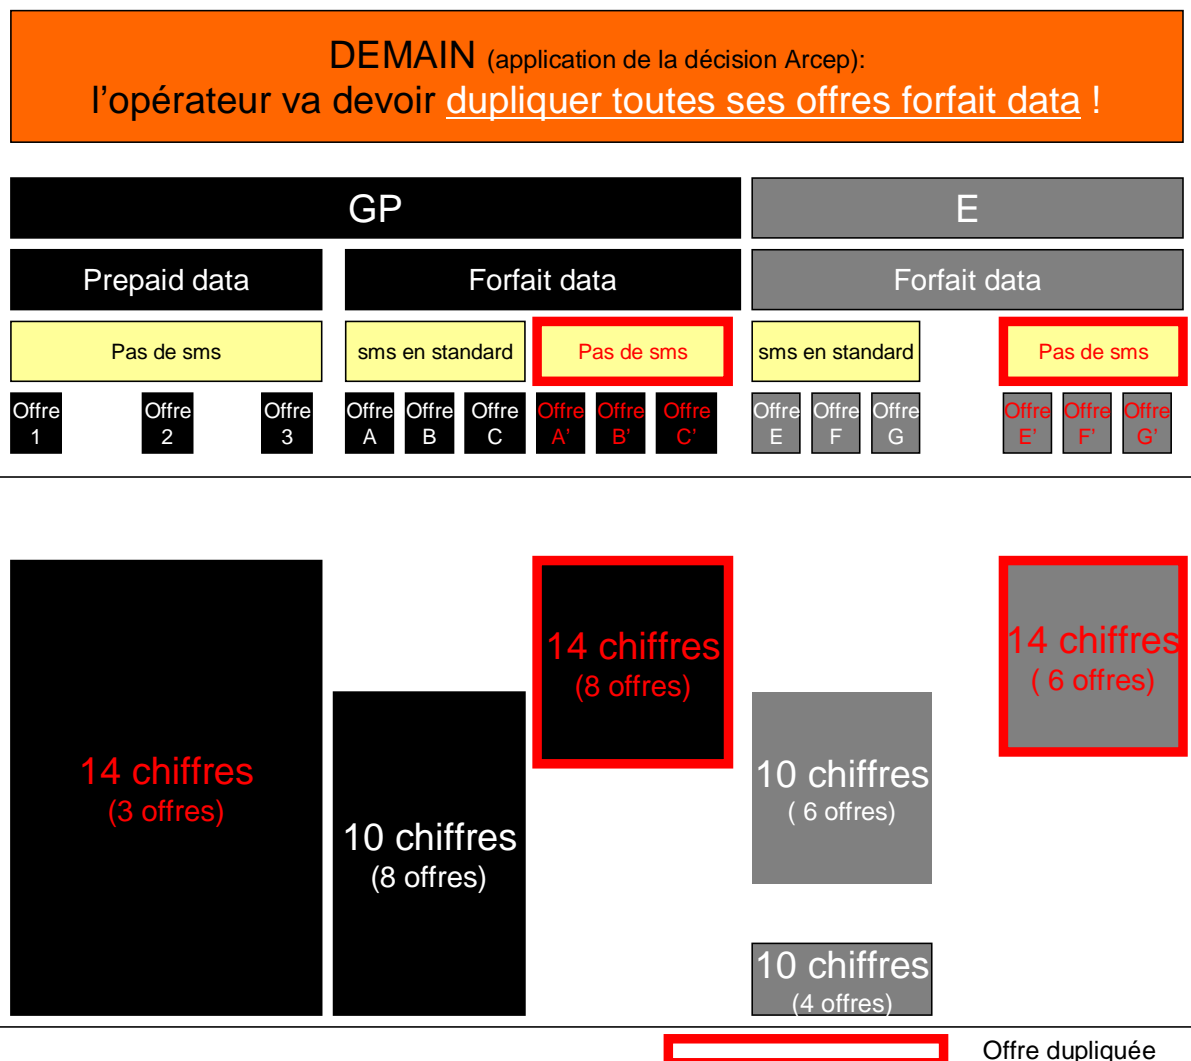 DEMAIN (application de la décision Arcep):
l’opérateur va devoir dupliquer toutes ses offres forfait data !
GP
E
Prepaid data
Forfait data
Forfait data
Pas de sms
sms en standard
Pas de sms
sms en standard
Pas de sms
Offre
1
Offre
2
Offre
3
Offre
A
Offre
B
Offre
C
Offre
A’
Offre
B’
Offre
C’
Offre
E
Offre
F
Offre
G
Offre
E’
Offre
F’
Offre
G’
14 chiffres
(3 offres)
10 chiffres
(8 offres)
14 chiffres
(8 offres)
10 chiffres
( 6 offres)
10 chiffres
(4 offres)
14 chiffres
( 6 offres)
Offre dupliquée